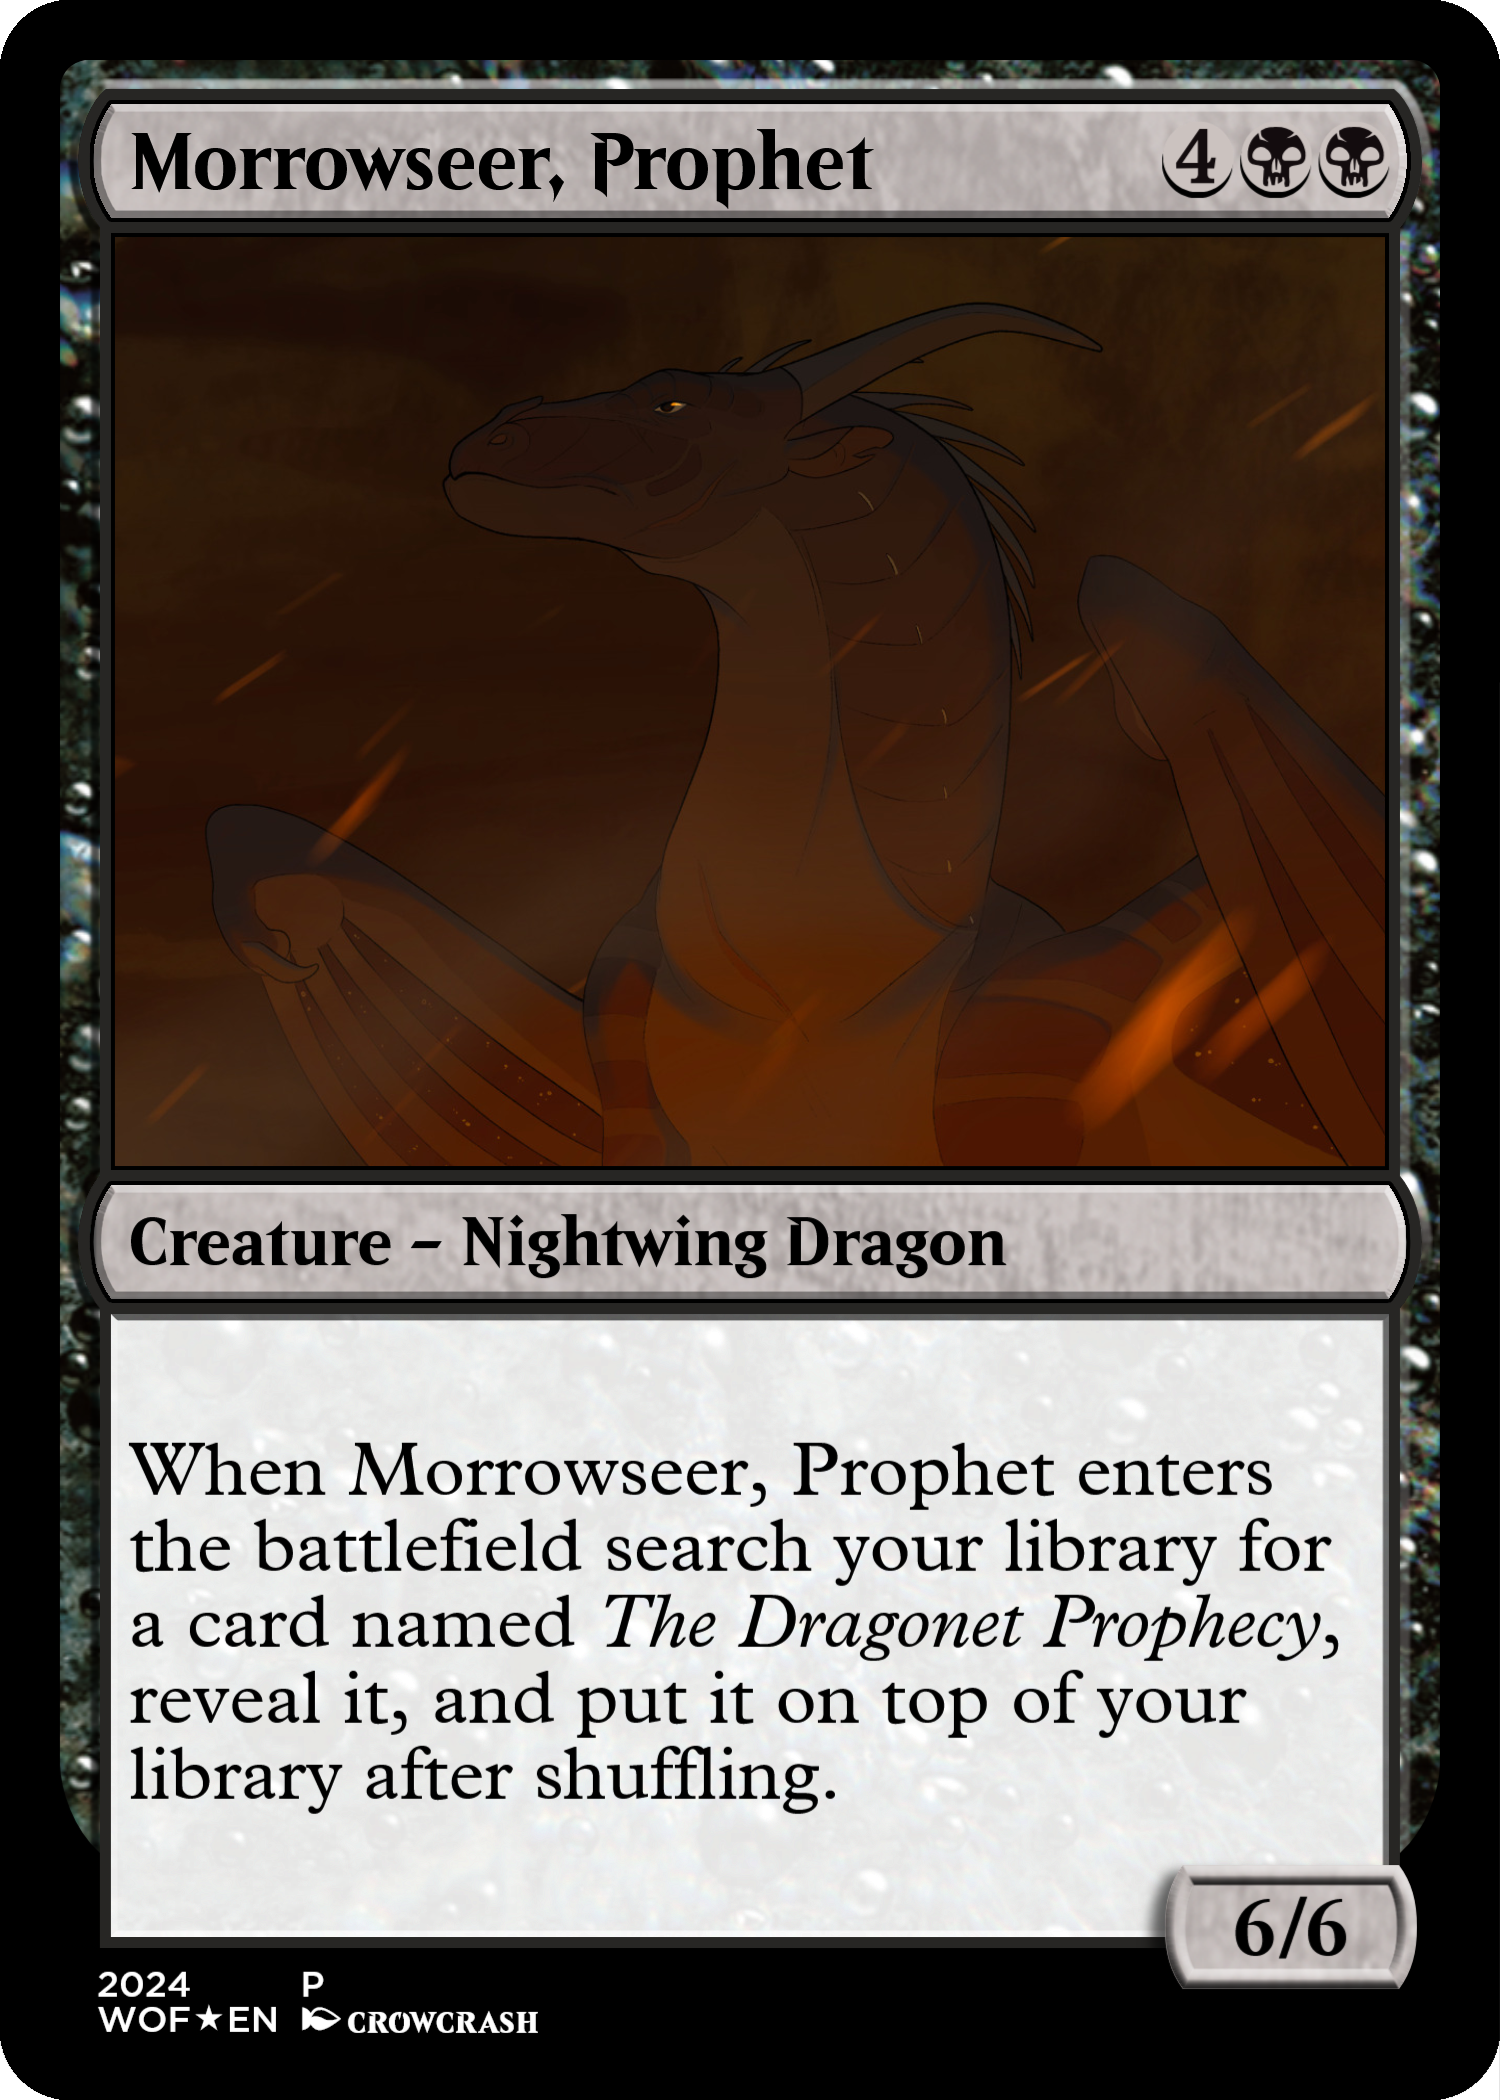 Morrowseer, Prophet 4
Creature – Nightwing Dragon
When Morrowseer, Prophet enters
the battlefield search your library for
a card named The Dragonet Prophecy,
reveal it, and put it on top of your
library after shuffling.
6/6
2024 P
WOF★EN CROWCRASH